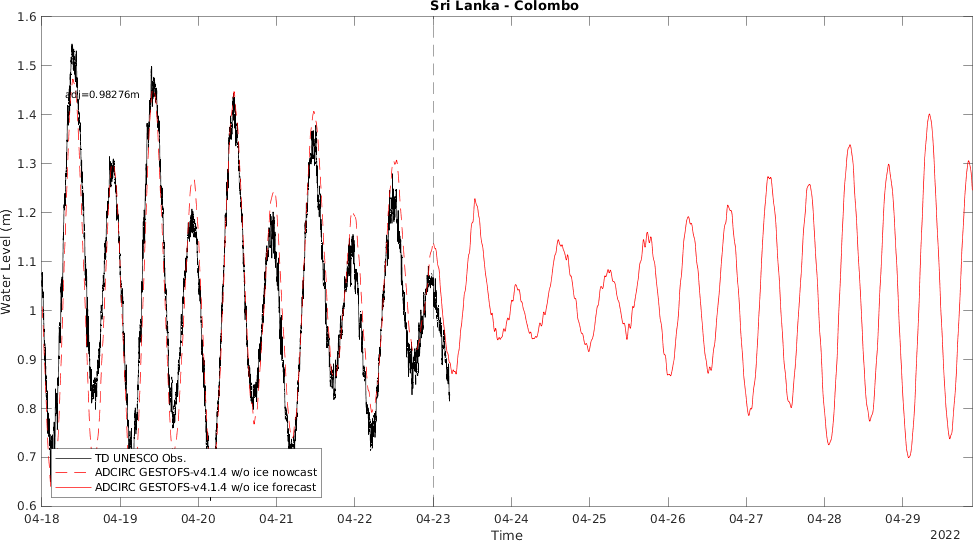 Sri Lanka - Colombo
1.6
1.5
1.4
1.3
1.2
1.1
1
0.9
0.8
0.7
0.6
Water Level (m)
adj=0.98276m
TD UNESCO Obs.
ADCIRC GESTOFS-v4.1.4 w/o ice nowcast
ADCIRC GESTOFS-v4.1.4 w/o ice forecast
04-18 04-19 04-20 04-21 04-22 04-23 04-24 04-25 04-26 04-27 04-28 04-29
Time
2022